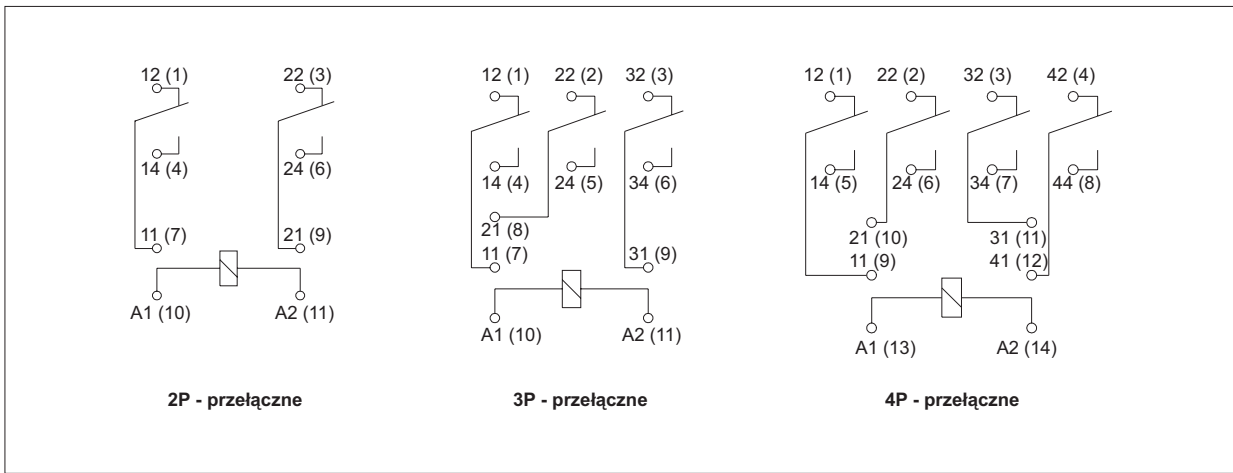 12 (1) 22 (3)
14 (4) 24 (6)
11 (7) 21 (9)
A1 (10) A2 (11)
2P - przełączne
12 (1) 22 (2) 32 (3)
14 (4) 24 (5) 34 (6)
21 (8)
11 (7) 31 (9)
A1 (10) A2 (11)
3P - przełączne
12 (1) 22 (2) 32 (3) 42 (4)
14 (5) 24 (6) 34 (7) 44 (8)
21 (10) 31 (11)
11 (9) 41 (12)
A1 (13) A2 (14)
4P - przełączne